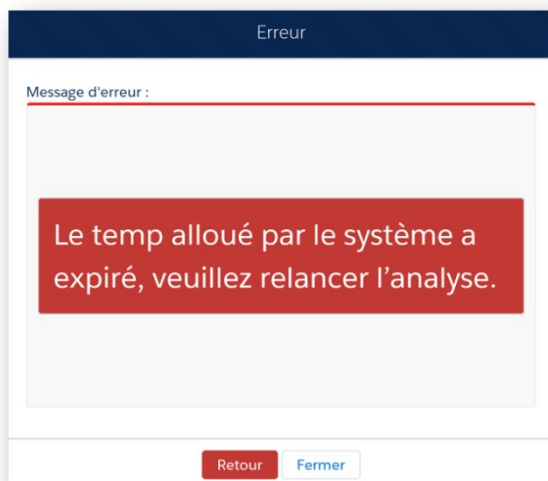 Erreur
Message d'erreur :
Le temp alloué par le système a
expiré, veuillez relancer l’analyse.
Retour
Fermer